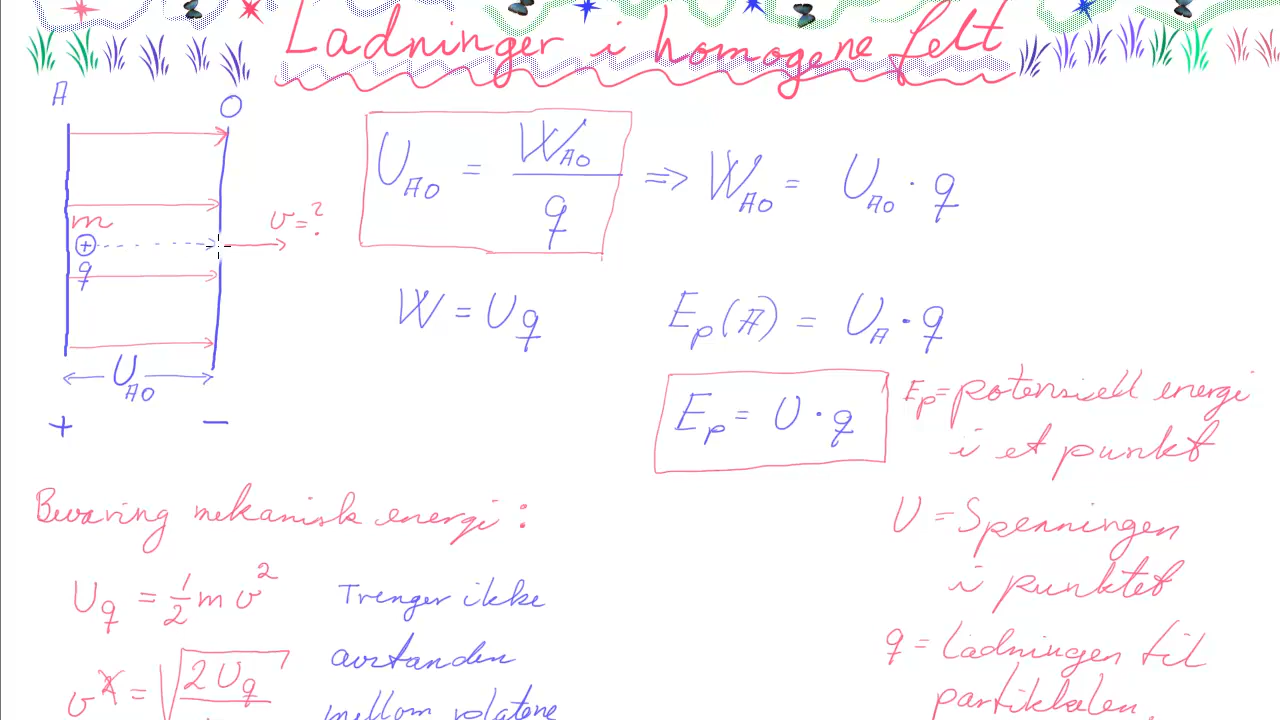 Ladninger i homogene felt
A
O
m
+
q
v = ?
U_AO
+ −
U_AO = W_AO / q ⇒ W_AO = U_AO · q
W = Uq
E_p(A) = U_A · q
E_p = U · q
E_p = potensiell energi
i et punkt
U = Spenningen
i punktet
q = Ladningen til
partikkelen.
Bevaring mekanisk energi:
Uq = 1/2 m v^2
Trenger ikke
avstanden
mellom platene
v = √2Uq